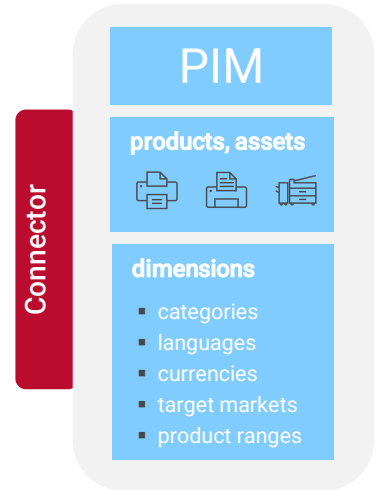 PIM
products, assets
Connector
dimensions
▪ categories
▪ languages
▪ currencies
▪ target markets
▪ product ranges